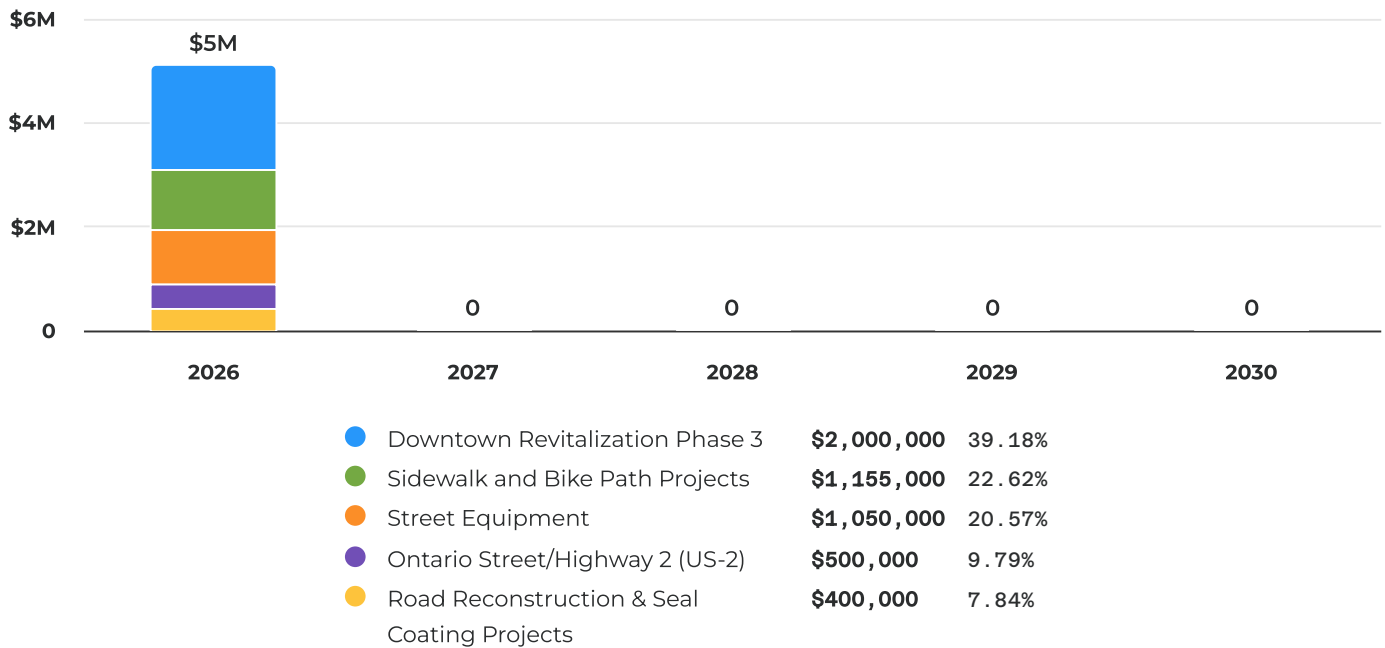 $6M
$5M
$4M
$2M
0
0
0
0
0
2026
2027
2028
2029
2030
Downtown Revitalization Phase 3 $2,000,000 39.18%
Sidewalk and Bike Path Projects $1,155,000 22.62%
Street Equipment $1,050,000 20.57%
Ontario Street/Highway 2 (US-2) $500,000 9.79%
Road Reconstruction & Seal $400,000 7.84%
Coating Projects